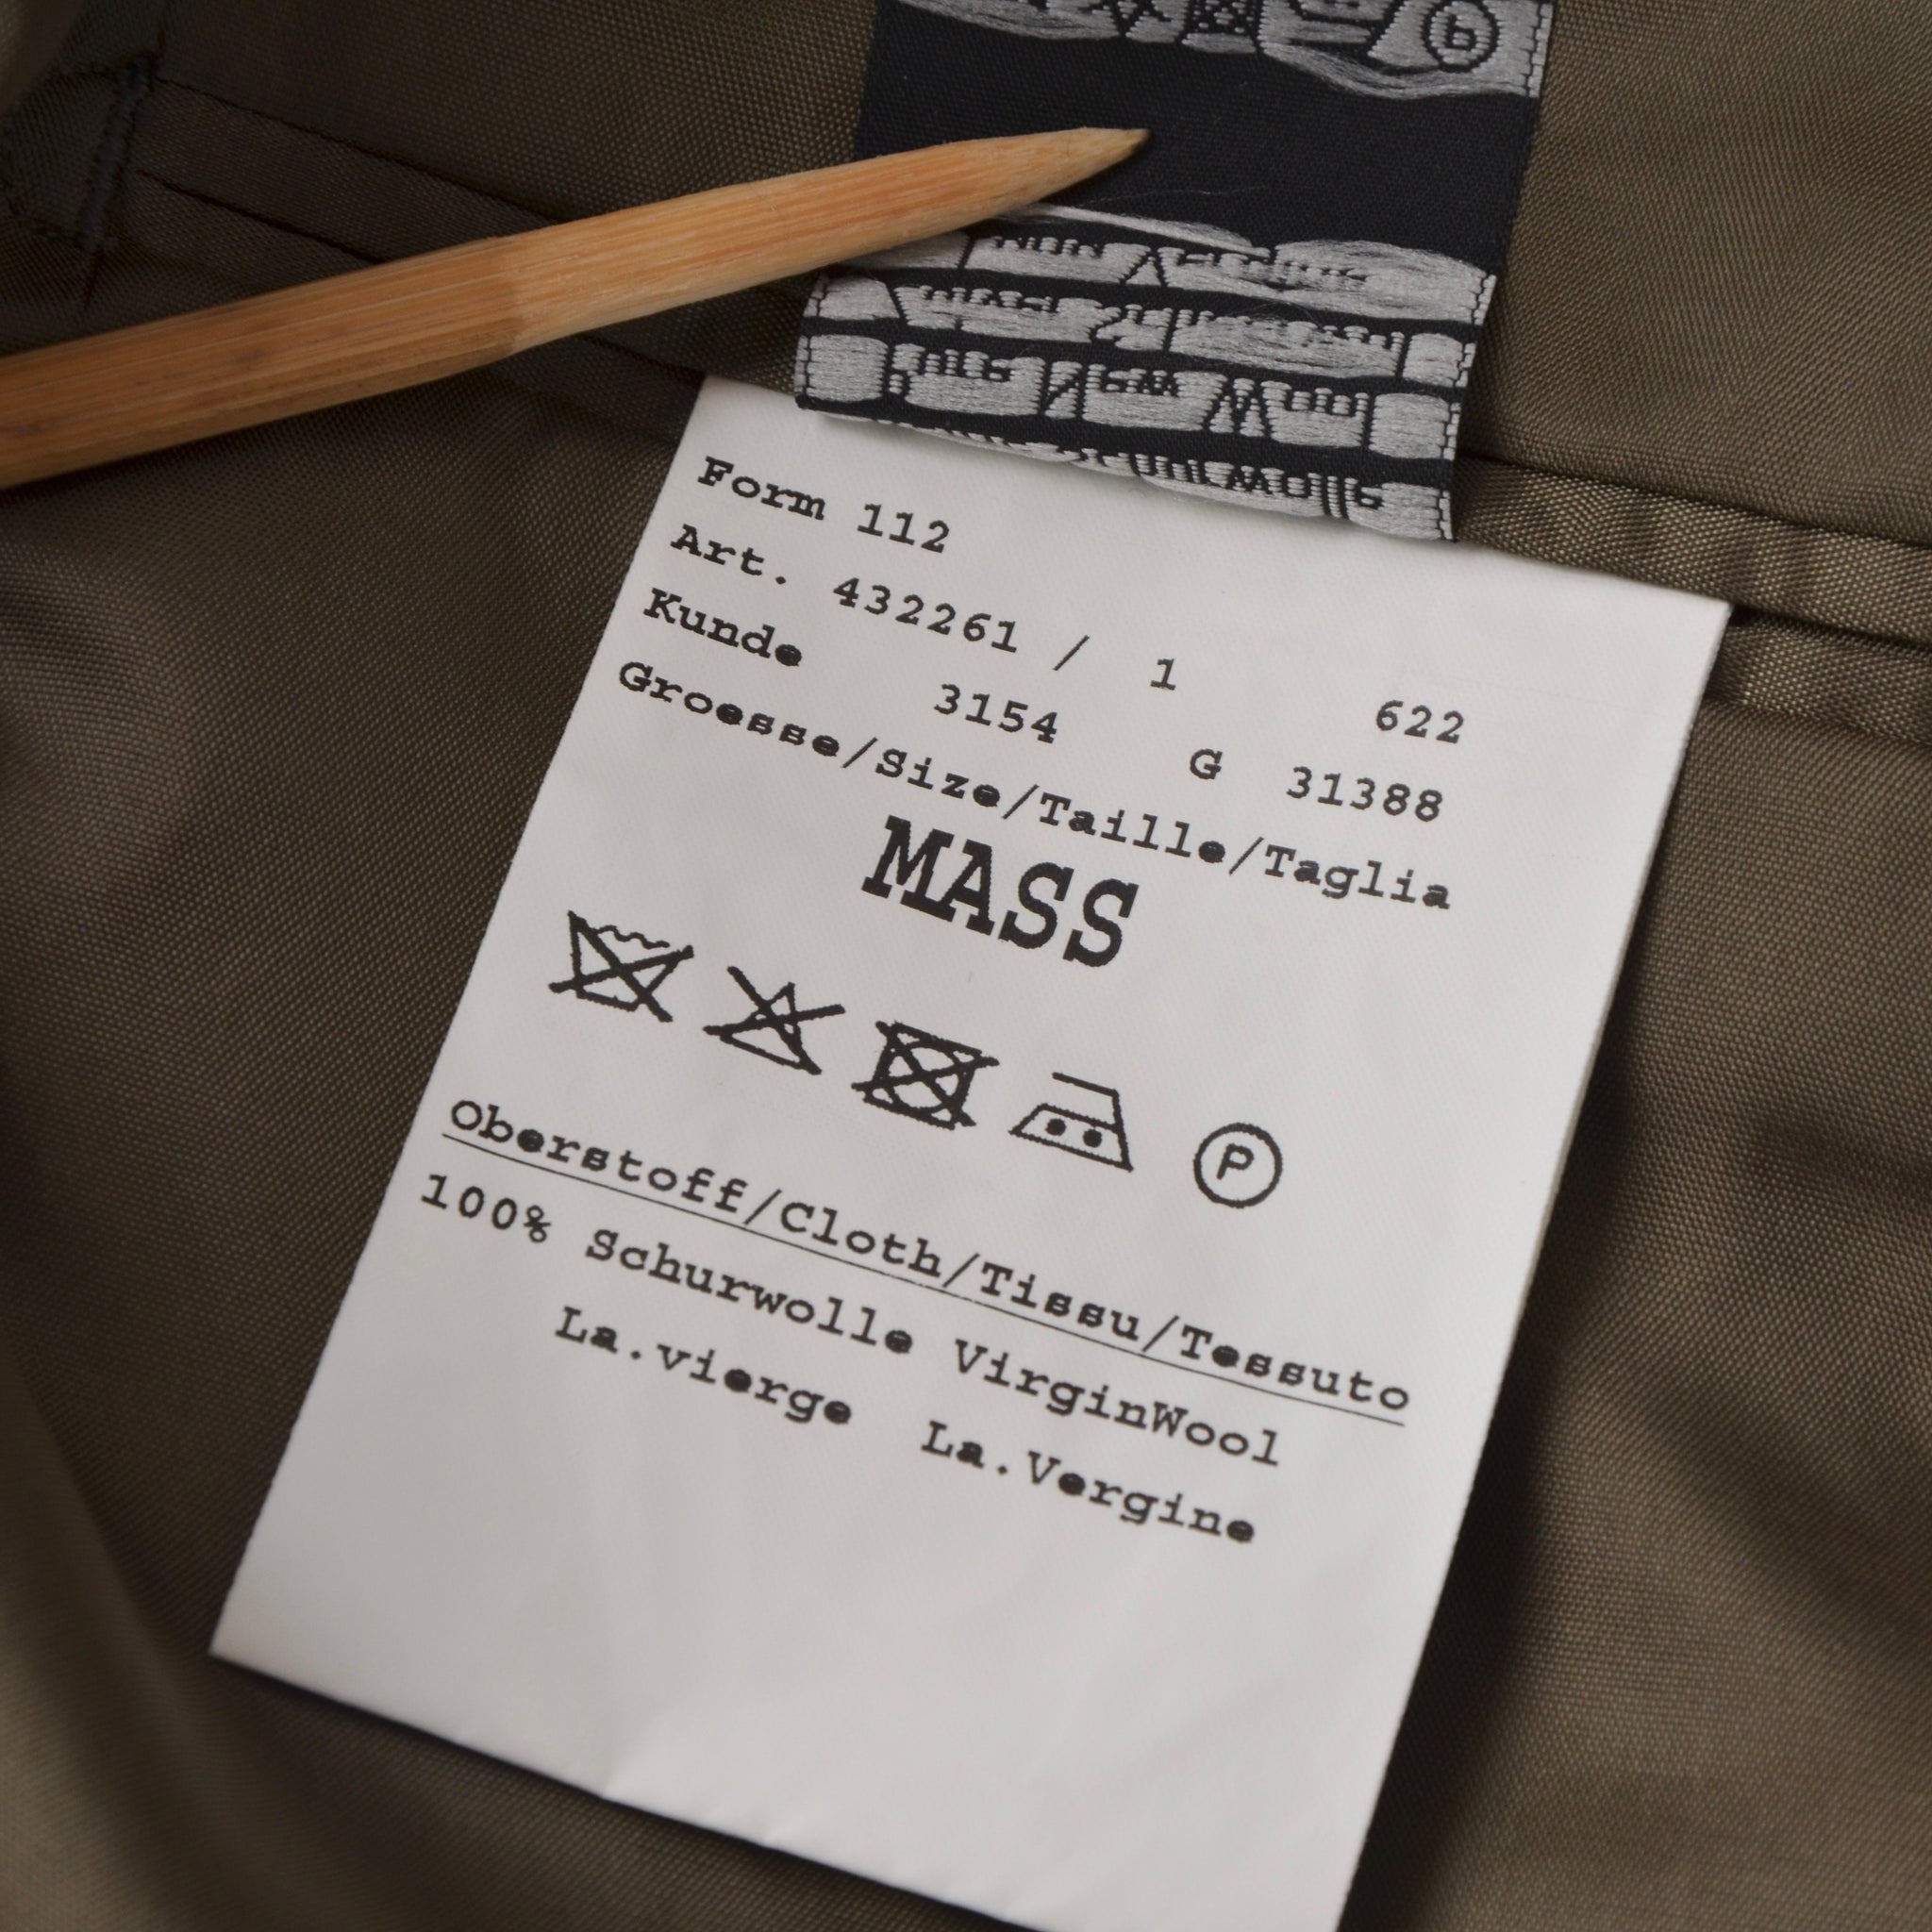 Form 112
Art. 432261 / 1 622
Kunde 3154 G 31388
Groesse/Size/Taille/Taglia
MASS
P
Oberstoff/Cloth/Tissu/Tessuto
100% Schurwolle VirginWool
La.vierge La.Vergine